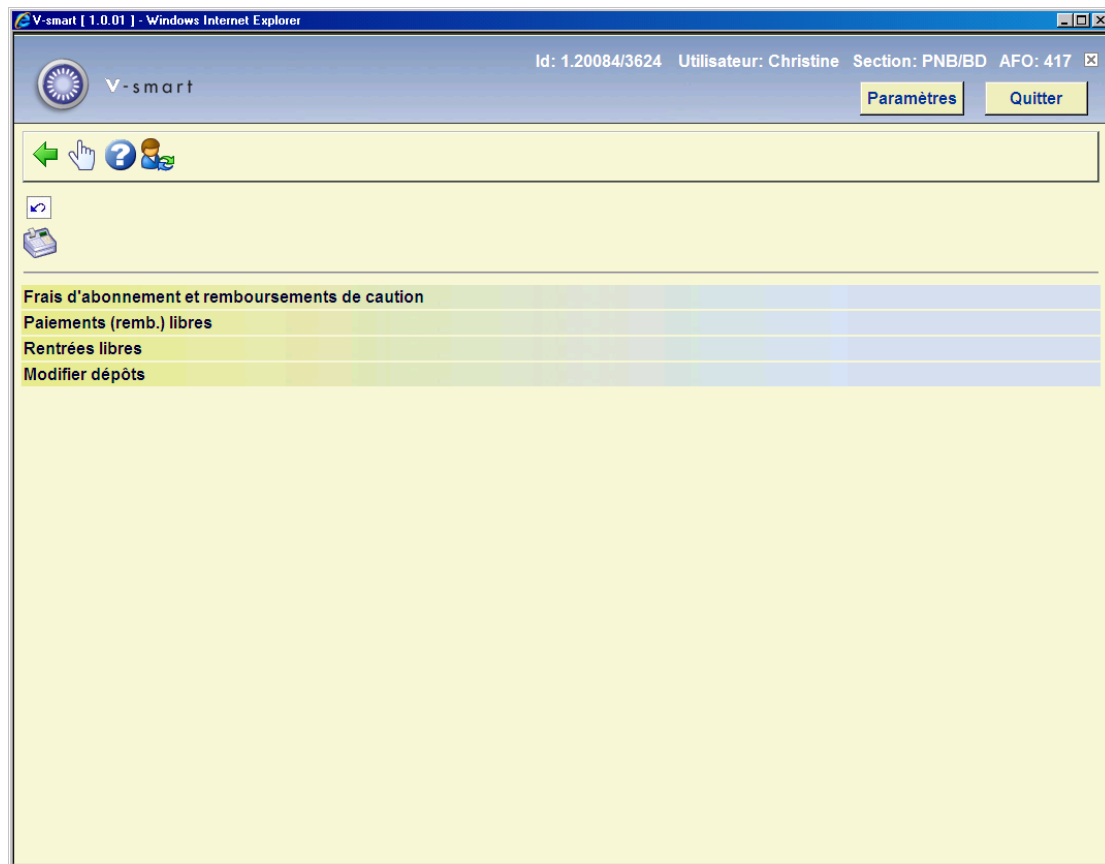 V-smart [ 1.0.01 ] - Windows Internet Explorer
Id: 1.20084/3624 Utilisateur: Christine Section: PNB/BD AFO: 417
V-smart
Paramètres Quitter
Frais d'abonnement et remboursements de caution
Paiements (remb.) libres
Rentrées libres
Modifier dépôts